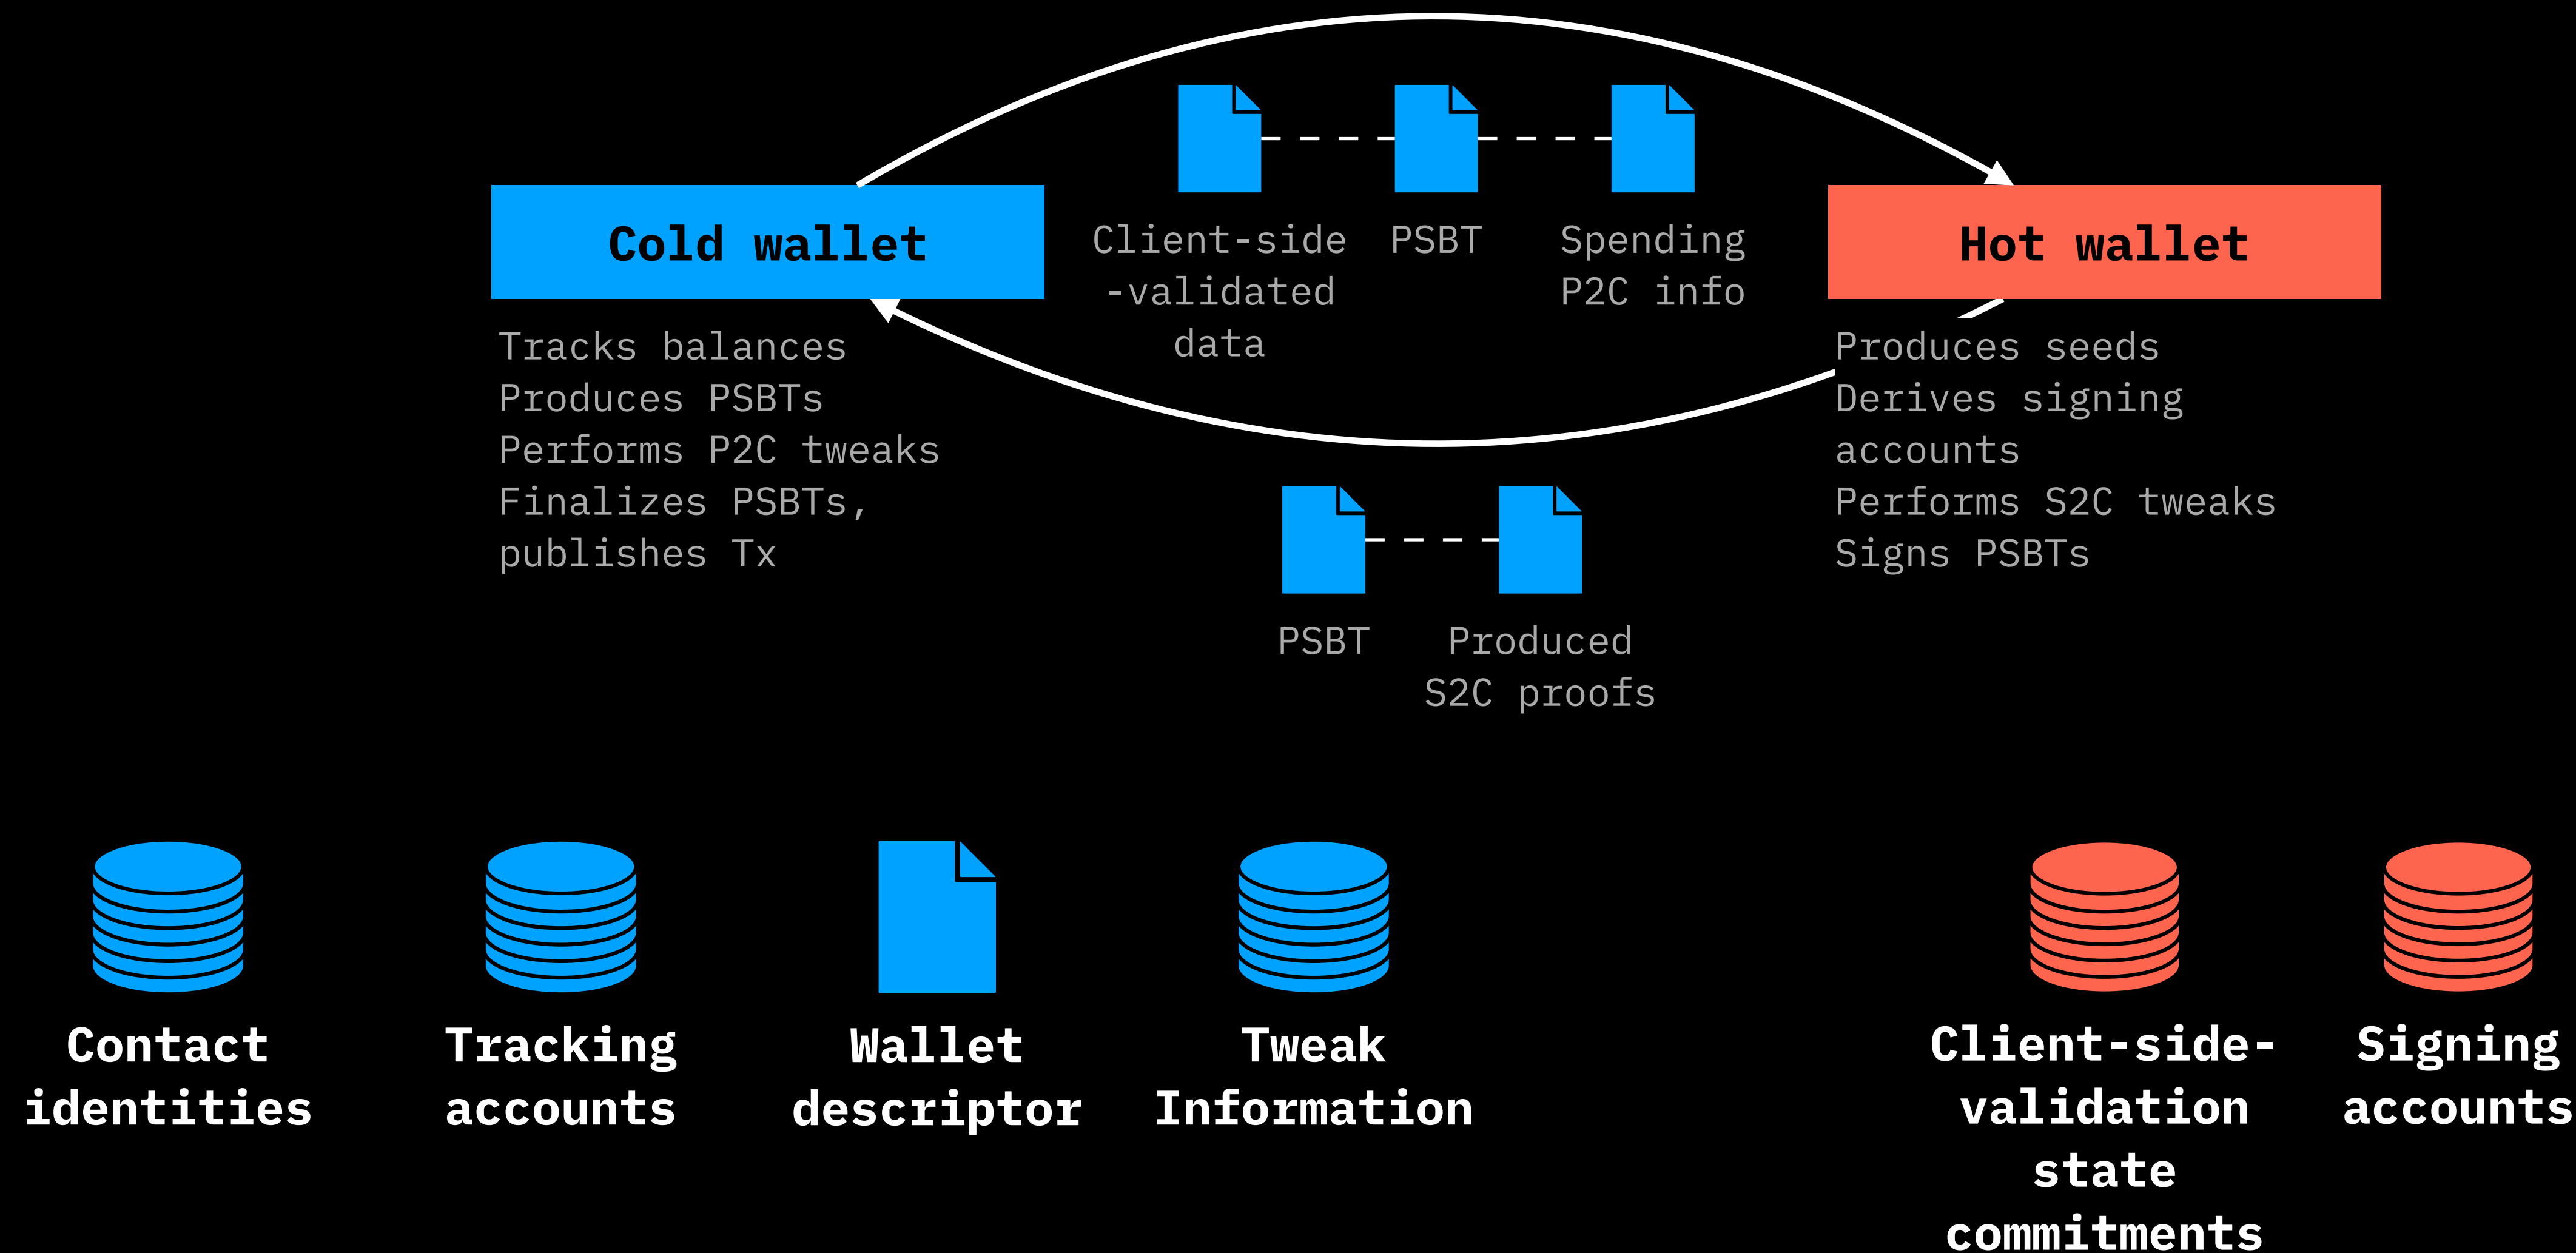 Cold wallet
Tracks balances
Produces PSBTs
Performs P2C tweaks
Finalizes PSBTs,
publishes Tx
Client-side
-validated
data
PSBT
Spending
P2C info
Hot wallet
Produces seeds
Derives signing
accounts
Performs S2C tweaks
Signs PSBTs
PSBT
Produced
S2C proofs
Contact
identities
Tracking
accounts
Wallet
descriptor
Tweak
Information
Client-side-
validation
state
commitments
Signing
accounts